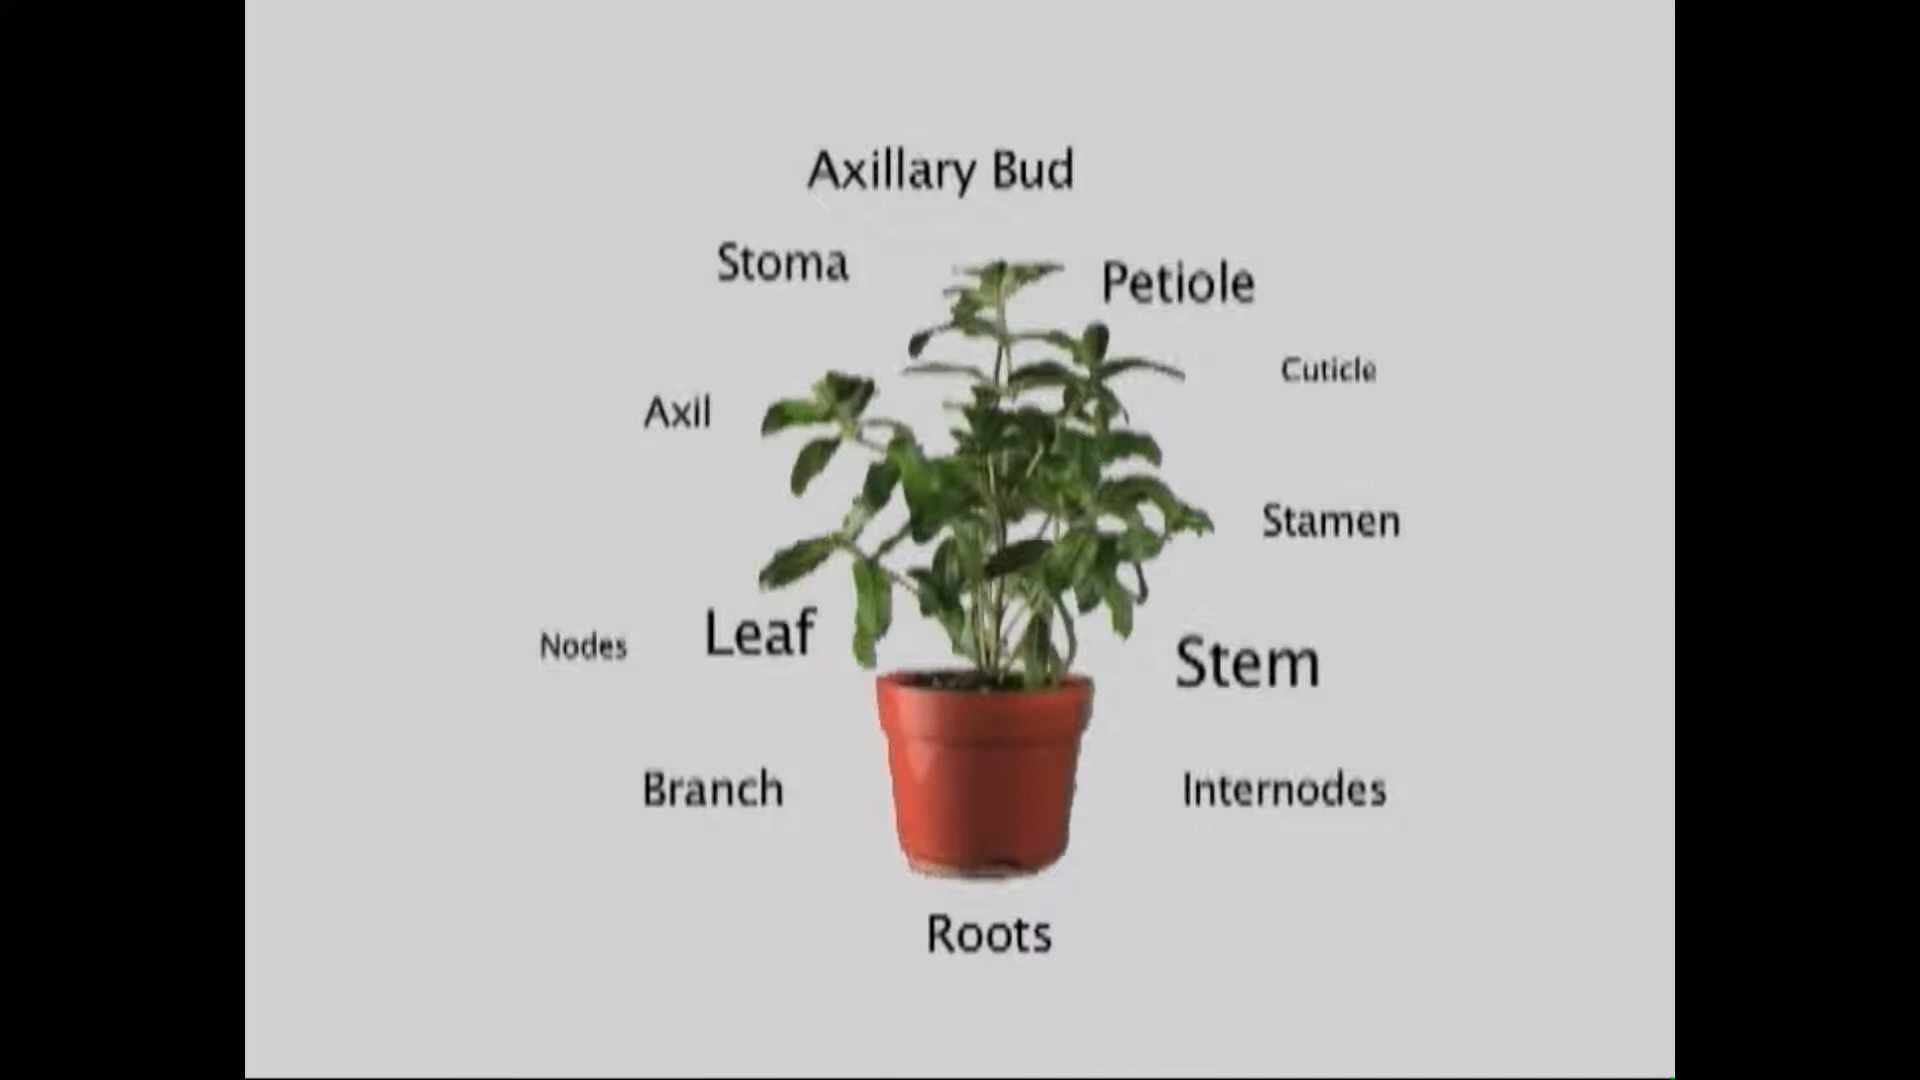 Axillary Bud
Stoma
Petiole
Cuticle
Axil
Stamen
Nodes
Leaf
Stem
Branch
Internodes
Roots